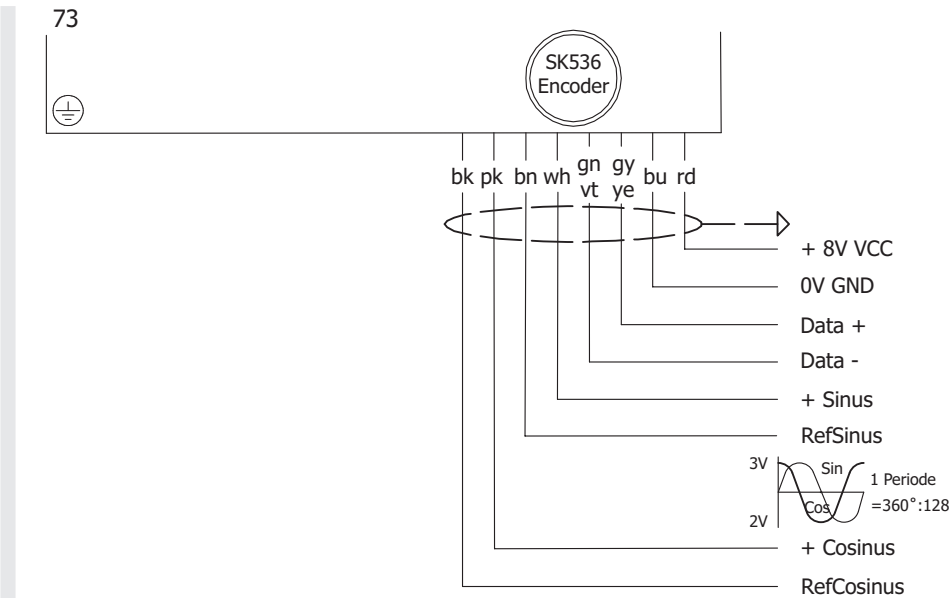 73
SK536
Encoder
bk pk bn wh gn gy bu rd
vt ye
+ 8V VCC
0V GND
Data +
Data -
+ Sinus
RefSinus
3V
Sin
1 Periode
Cos
=360°:128
2V
+ Cosinus
RefCosinus